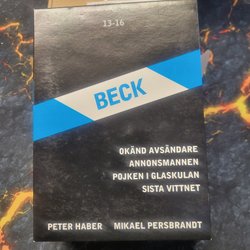 13-16
BECK
OKÄND AVSÄNDARE
ANNONSMANNEN
POJKEN I GLASKULAN
SISTA VITTNET
PETER HABER MIKAEL PERSBRANDT